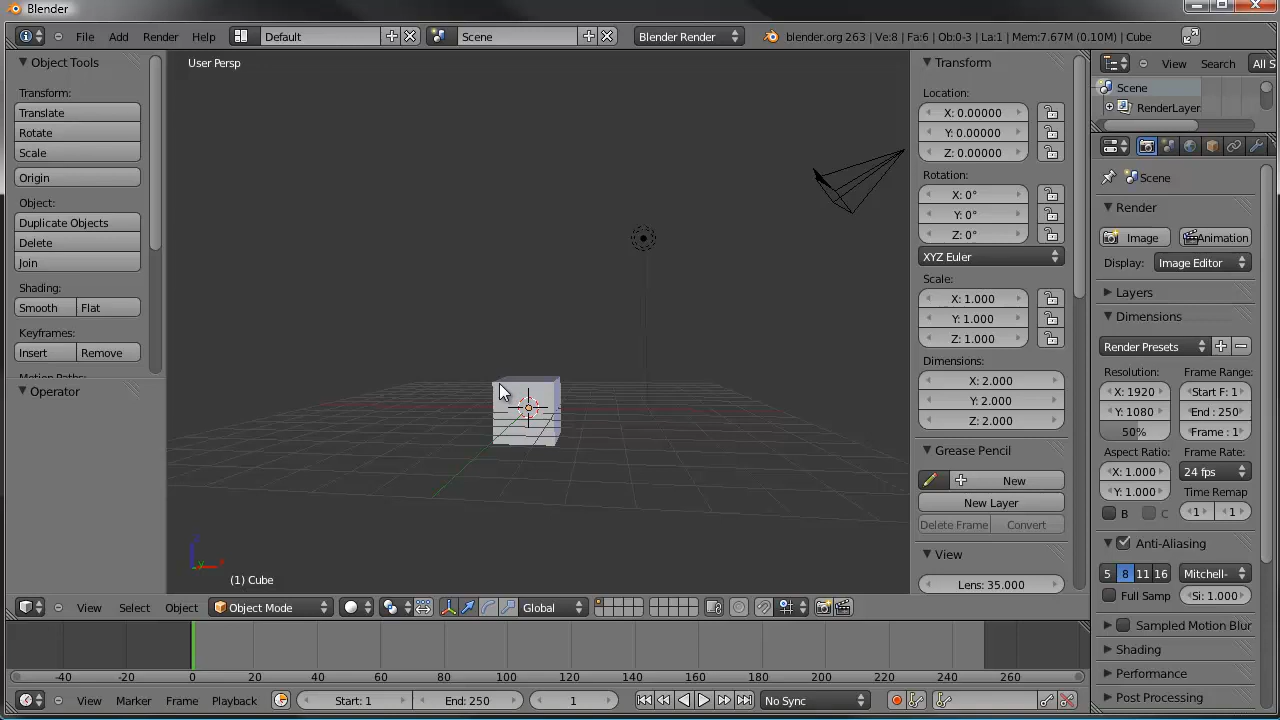 Blender
File Add Render Help Default Scene Blender Render blender.org 263 | Ve:8 | Fa:6 | Ob:0-3 | La:1 | Mem:7.67M (0.10M) | Cube
Object Tools
Transform:
Translate
Rotate
Scale
Origin
Object:
Duplicate Objects
Delete
Join
Shading:
Smooth Flat
Keyframes:
Insert Remove
Motion Paths:
Operator
User Persp
(1) Cube
Transform
Location:
X: 0.00000
Y: 0.00000
Z: 0.00000
Rotation:
X: 0°
Y: 0°
Z: 0°
XYZ Euler
Scale:
X: 1.000
Y: 1.000
Z: 1.000
Dimensions:
X: 2.000
Y: 2.000
Z: 2.000
Grease Pencil
New
New Layer
Delete Frame Convert
View
Lens: 35.000
View Search All S
Scene
RenderLayer
Scene
Render
Image Animation
Display: Image Editor
Layers
Dimensions
Render Presets
Resolution: Frame Range:
X: 1920 Start F: 1
Y: 1080 End : 250
50% Frame : 1
Aspect Ratio: Frame Rate:
X: 1.000 24 fps
Y: 1.000 Time Remap
B C 1 1
Anti-Aliasing
5 8 11 16 Mitchell-
Full Samp Si: 1.000
Sampled Motion Blur
Shading
Performance
Post Processing
View Select Object Object Mode Global
-40 -20 0 20 40 60 80 100 120 140 160 180 200 220 240 260
View Marker Frame Playback Start: 1 End: 250 1 No Sync